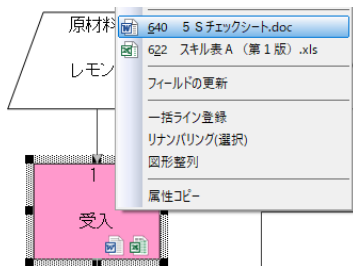 原材料
レモン
640 5Sチェックシート.doc
622 スキル表A（第1版）.xls
フィールドの更新
一括ライン登録
リナンバリング(選択)
図形整列
属性コピー
1
受入